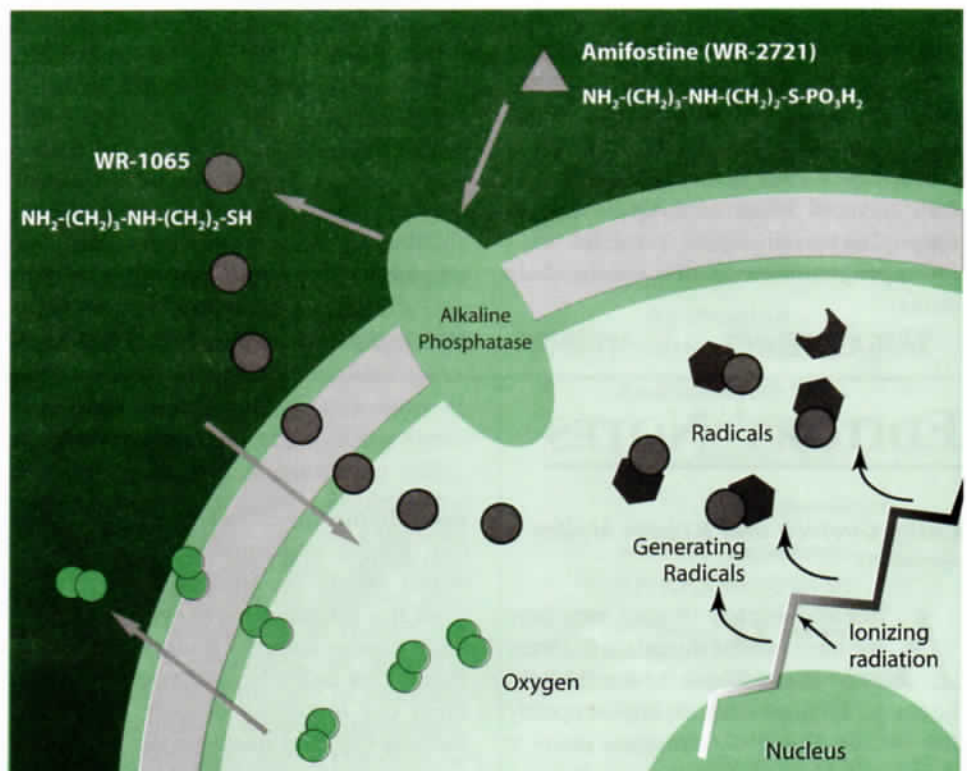 Amifostine (WR-2721)
NH₂-(CH₂)₃-NH-(CH₂)₂-S-PO₃H₂
WR-1065
NH₂-(CH₂)₃-NH-(CH₂)₂-SH
Alkaline
Phosphatase
Radicals
Generating
Radicals
Ionizing
radiation
Oxygen
Nucleus